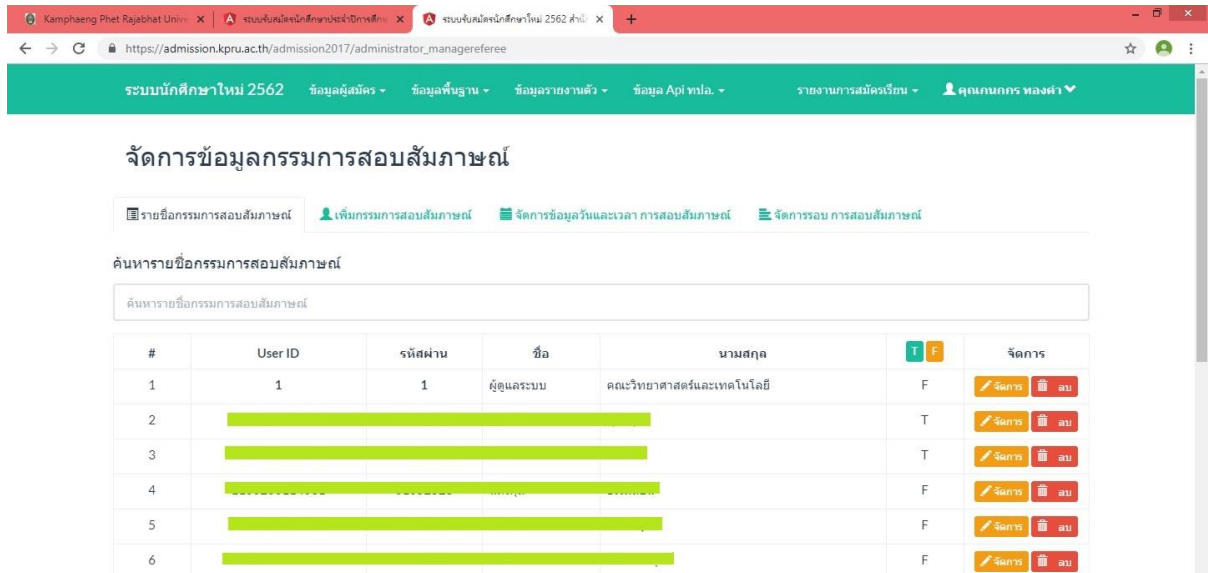 Kamphaeng Phet Rajabhat Unive
ระบบรับสมัครนักศึกษาประจำปีการศึก
ระบบรับสมัครนักศึกษาใหม่ 2562 สำนั
https://admission.kpru.ac.th/admission2017/administrator_managereferee
ระบบนักศึกษาใหม่ 2562 ข้อมูลผู้สมัคร ข้อมูลพื้นฐาน ข้อมูลรายงานตัว ข้อมูล Api ทปล. รายงานการสมัครเรียน คุณกนกกร ทองคำ
จัดการข้อมูลกรรมการสอบสัมภาษณ์
รายชื่อกรรมการสอบสัมภาษณ์ เพิ่มกรรมการสอบสัมภาษณ์ จัดการข้อมูลวันและเวลา การสอบสัมภาษณ์ จัดการรอบ การสอบสัมภาษณ์
ค้นหารายชื่อกรรมการสอบสัมภาษณ์
ค้นหารายชื่อกรรมการสอบสัมภาษณ์
# User ID รหัสผ่าน ชื่อ นามสกุล T F จัดการ
1 1 1 ผู้ดูแลระบบ คณะวิทยาศาสตร์และเทคโนโลยี F จัดการ ลบ
2 T จัดการ ลบ
3 T จัดการ ลบ
4 F จัดการ ลบ
5 F จัดการ ลบ
6 F จัดการ ลบ